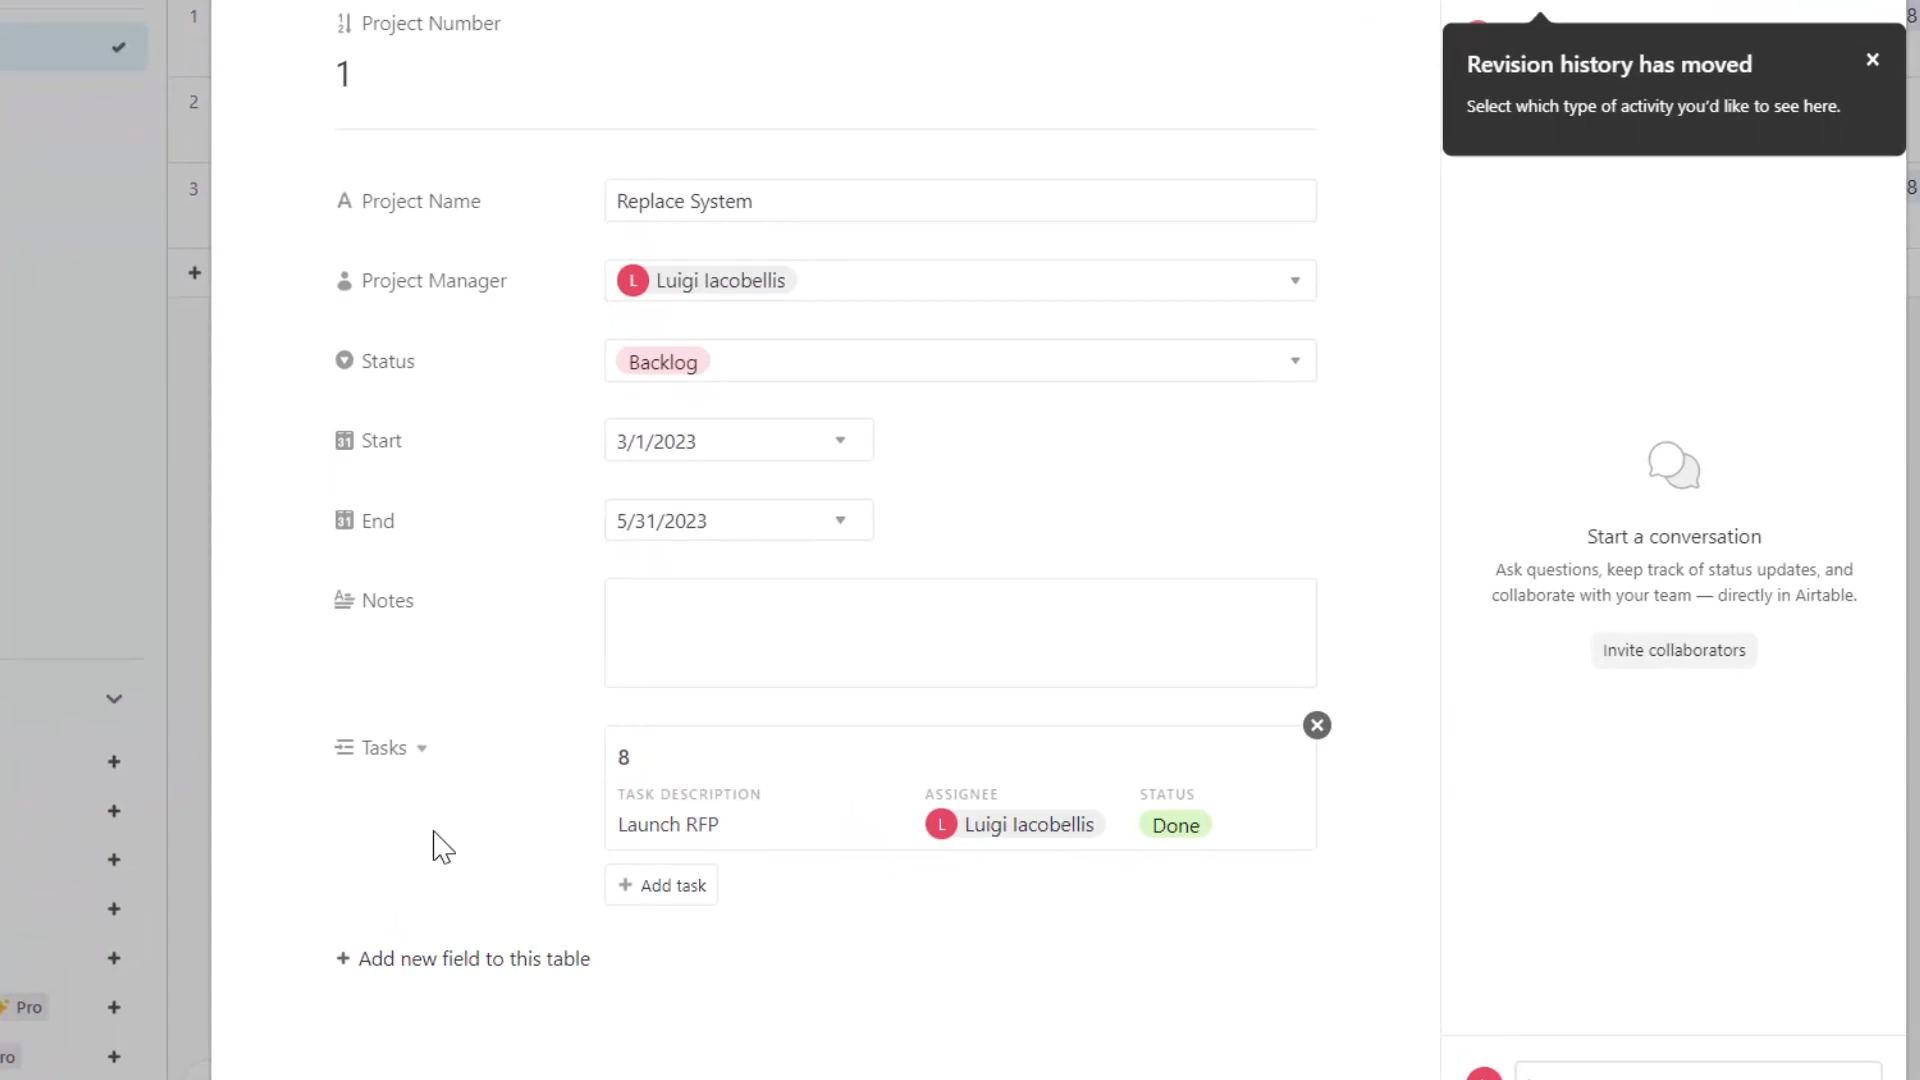 1
2
3
Project Number
1
Project Name
Replace System
Project Manager
L Luigi Iacobellis
Status
Backlog
31 Start
3/1/2023
31 End
5/31/2023
Notes
Tasks
8
TASK DESCRIPTION ASSIGNEE STATUS
Launch RFP L Luigi Iacobellis Done
+ Add task
+ Add new field to this table
Pro
ro
Revision history has moved
Select which type of activity you'd like to see here.
8
8
Start a conversation
Ask questions, keep track of status updates, and
collaborate with your team — directly in Airtable.
Invite collaborators